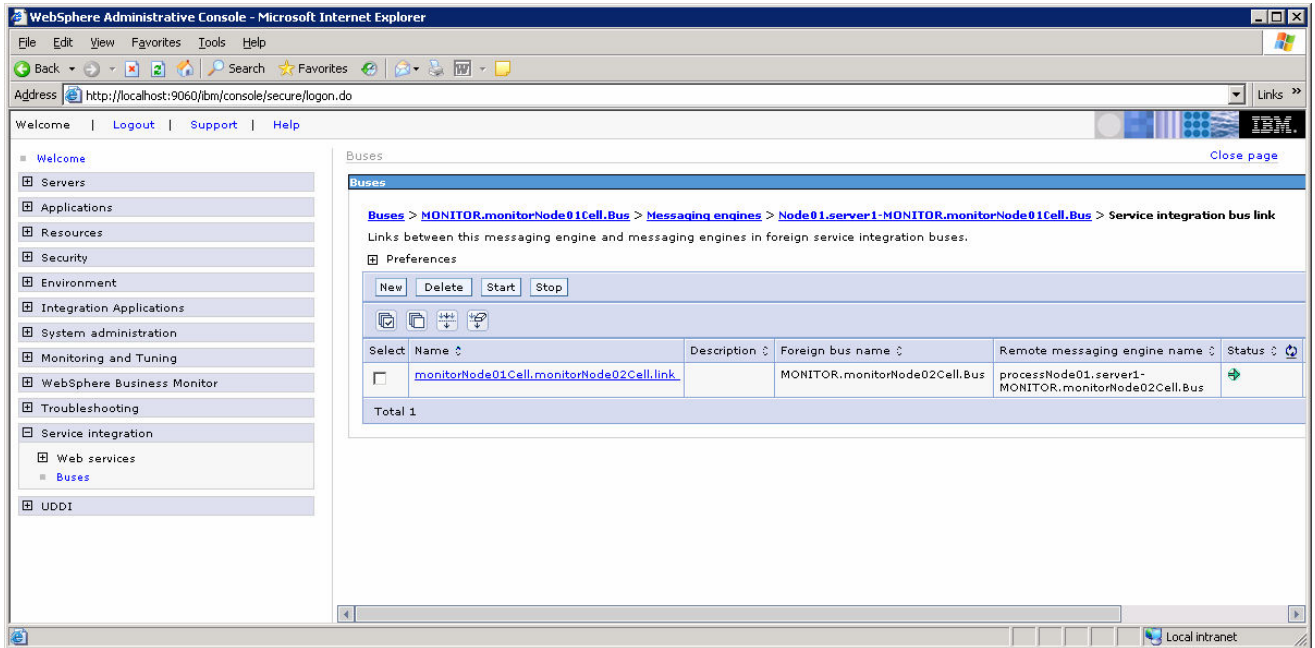 WebSphere Administrative Console - Microsoft Internet Explorer
File Edit View Favorites Tools Help
Back Search Favorites
Address http://localhost:9060/ibm/console/secure/logon.do Links »
Welcome | Logout | Support | Help IBM.
Welcome
Servers
Applications
Resources
Security
Environment
Integration Applications
System administration
Monitoring and Tuning
WebSphere Business Monitor
Troubleshooting
Service integration
Web services
Buses
UDDI
Buses Close page
Buses
Buses > MONITOR.monitorNode01Cell.Bus > Messaging engines > Node01.server1-MONITOR.monitorNode01Cell.Bus > Service integration bus link
Links between this messaging engine and messaging engines in foreign service integration buses.
Preferences
New Delete Start Stop
Select Name Description Foreign bus name Remote messaging engine name Status
monitorNode01Cell.monitorNode02Cell.link MONITOR.monitorNode02Cell.Bus processNode01.server1-
MONITOR.monitorNode02Cell.Bus
Total 1
Local intranet